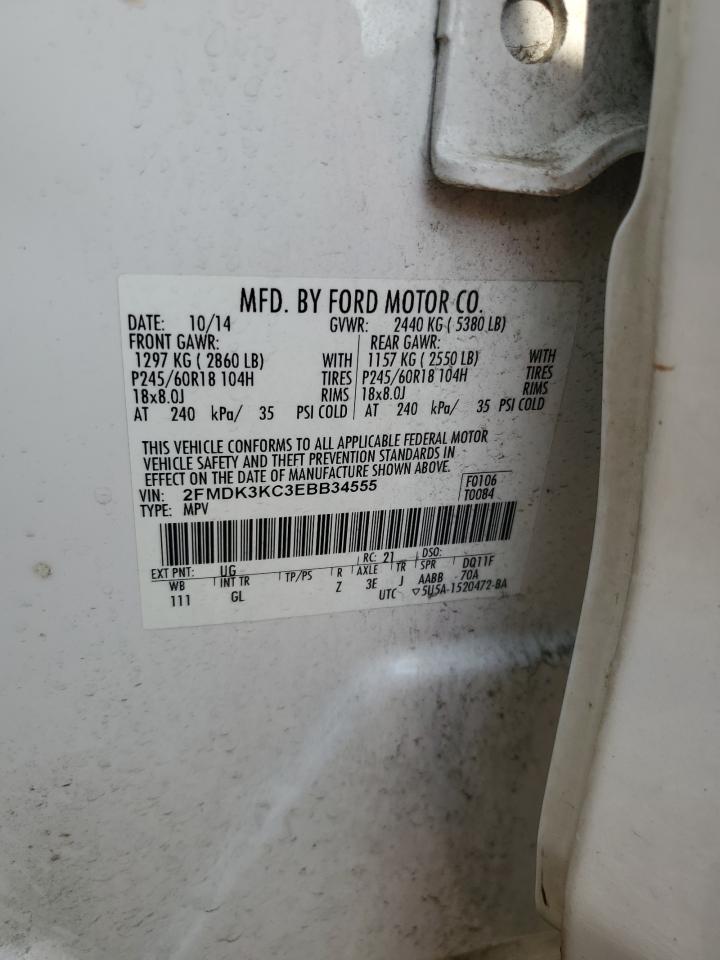 MFD. BY FORD MOTOR CO.
DATE: 10/14 GVWR: 2440 KG ( 5380 LB)
FRONT GAWR: REAR GAWR:
1297 KG ( 2860 LB) WITH 1157 KG ( 2550 LB) WITH
P245/60R18 104H TIRES P245/60R18 104H TIRES
18x8.0J RIMS 18x8.0J RIMS
AT 240 kPa/ 35 PSI COLD AT 240 kPa/ 35 PSI COLD
THIS VEHICLE CONFORMS TO ALL APPLICABLE FEDERAL MOTOR
VEHICLE SAFETY AND THEFT PREVENTION STANDARDS IN
EFFECT ON THE DATE OF MANUFACTURE SHOWN ABOVE.
VIN: 2FMDK3KC3EBB34555 F0106
TYPE: MPV T0084
EXT PNT: UG RC: 21 DSO: DQ11F
WB INT TR TP/PS R AXLE TR SPR 70A
111 GL Z 3E J AABB
UTC ▽5U5A-1520472-BA